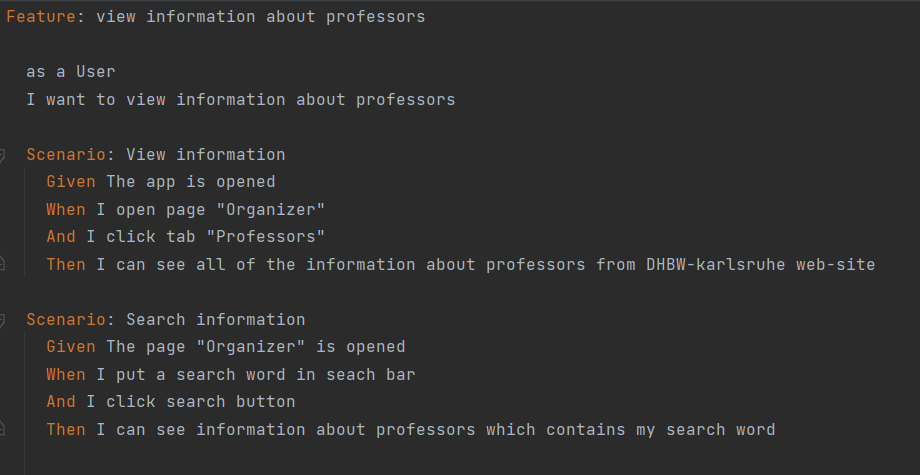 Feature: view information about professors
as a User
I want to view information about professors
Scenario: View information
Given The app is opened
When I open page "Organizer"
And I click tab "Professors"
Then I can see all of the information about professors from DHBW-karlsruhe web-site
Scenario: Search information
Given The page "Organizer" is opened
When I put a search word in seach bar
And I click search button
Then I can see information about professors which contains my search word